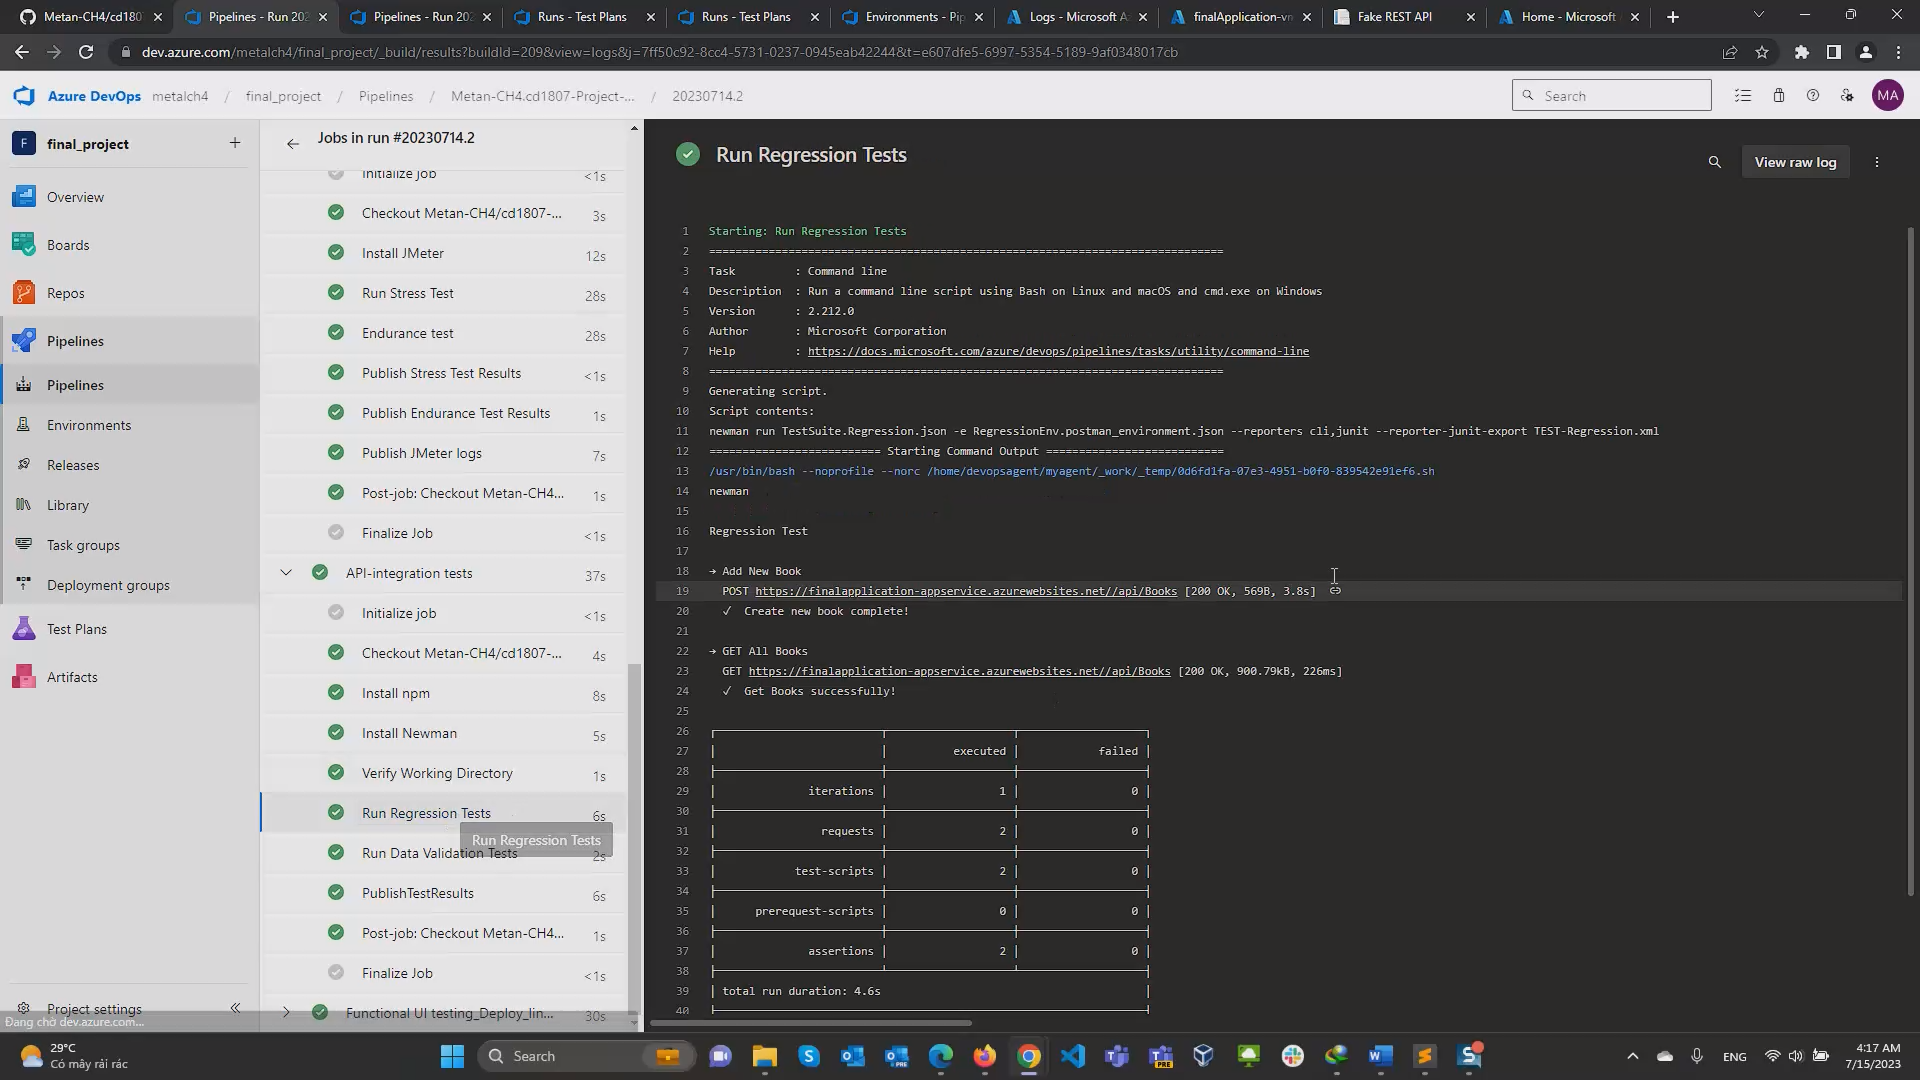 Metan-CH4/cd180
Pipelines - Run 202
Pipelines - Run 202
Runs - Test Plans
Runs - Test Plans
Environments - Pip
Logs - Microsoft A
finalApplication-vn
Fake REST API
Home - Microsoft
dev.azure.com/metalch4/final_project/_build/results?buildId=209&view=logs&j=7ff50c92-8cc4-5731-0237-0945eab42244&t=e607dfe5-6997-5354-5189-9af0348017cb
Azure DevOps metalch4 / final_project / Pipelines / Metan-CH4.cd1807-Project-... / 20230714.2
Search
MA
F final_project
Overview
Boards
Repos
Pipelines
Pipelines
Environments
Releases
Library
Task groups
Deployment groups
Test Plans
Artifacts
Project settings
Đang chờ dev.azure.com...
Jobs in run #20230714.2
Initialize job <1s
Checkout Metan-CH4/cd1807-... 3s
Install JMeter 12s
Run Stress Test 28s
Endurance test 28s
Publish Stress Test Results <1s
Publish Endurance Test Results 1s
Publish JMeter logs 7s
Post-job: Checkout Metan-CH4... 1s
Finalize Job <1s
API-integration tests 37s
Initialize job <1s
Checkout Metan-CH4/cd1807-... 4s
Install npm 8s
Install Newman 5s
Verify Working Directory 1s
Run Regression Tests 6s
Run Regression Tests
Run Data Validation Tests 2s
PublishTestResults 6s
Post-job: Checkout Metan-CH4... 1s
Finalize Job <1s
Functional UI testing_Deploy_lin... 30s
Run Regression Tests
View raw log
1 Starting: Run Regression Tests
2 ==============================================================================
3 Task : Command line
4 Description : Run a command line script using Bash on Linux and macOS and cmd.exe on Windows
5 Version : 2.212.0
6 Author : Microsoft Corporation
7 Help : https://docs.microsoft.com/azure/devops/pipelines/tasks/utility/command-line
8 ==============================================================================
9 Generating script.
10 Script contents:
11 newman run TestSuite.Regression.json -e RegressionEnv.postman_environment.json --reporters cli,junit --reporter-junit-export TEST-Regression.xml
12 ========================== Starting Command Output ===========================
13 /usr/bin/bash --noprofile --norc /home/devopsagent/myagent/_work/_temp/0d6fd1fa-07e3-4951-b0f0-839542e91ef6.sh
14 newman
15
16 Regression Test
17
18 → Add New Book
19 POST https://finalapplication-appservice.azurewebsites.net//api/Books [200 OK, 569B, 3.8s]
20 ✓ Create new book complete!
21
22 → GET All Books
23 GET https://finalapplication-appservice.azurewebsites.net//api/Books [200 OK, 900.79kB, 226ms]
24 ✓ Get Books successfully!
25
26
27 executed | failed
28
29 iterations | 1 | 0
30
31 requests | 2 | 0
32
33 test-scripts | 2 | 0
34
35 prerequest-scripts | 0 | 0
36
37 assertions | 2 | 0
38
39 total run duration: 4.6s
40
29°C
Có mây rải rác
Search
ENG
4:17 AM
7/15/2023